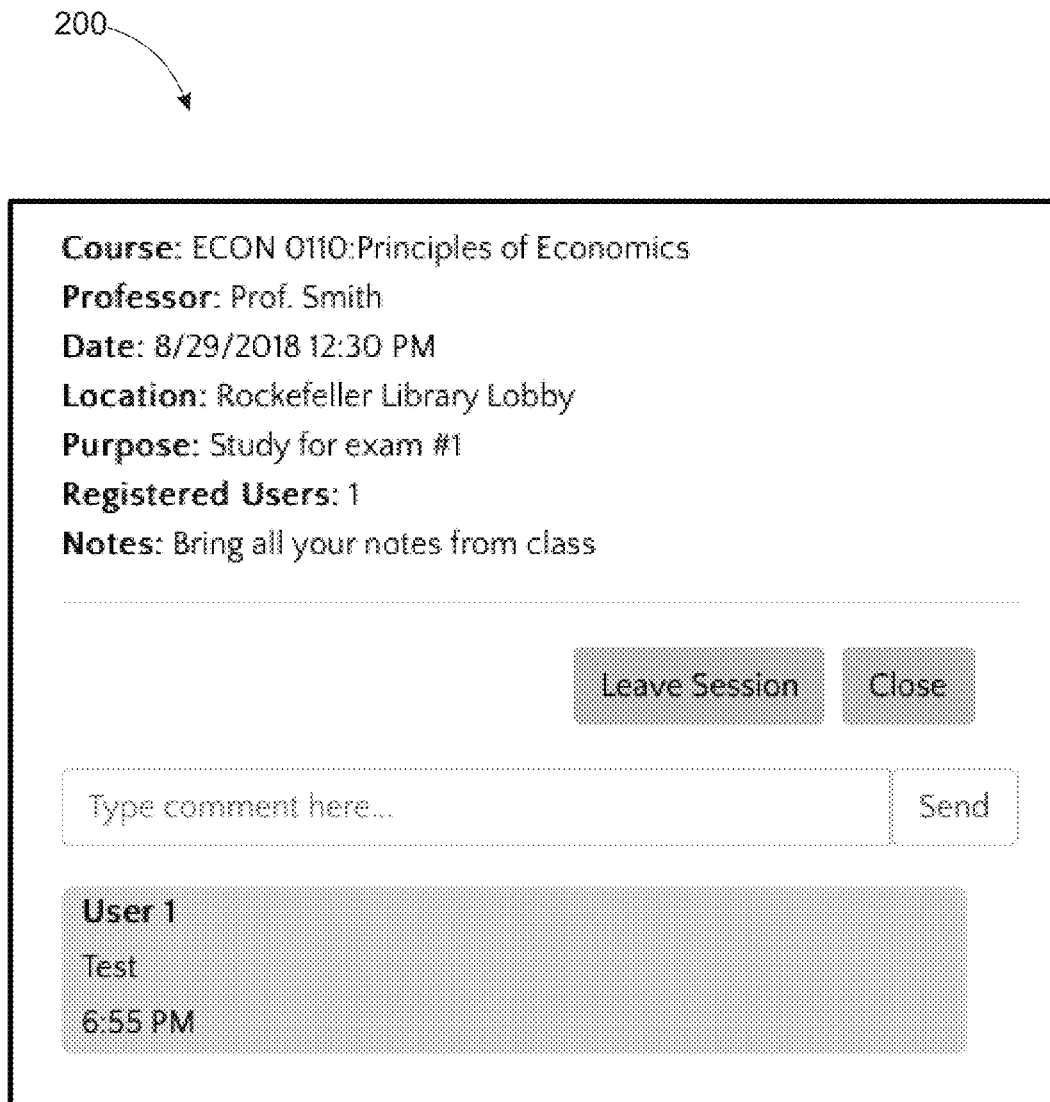 200
Course: ECON 0110:Principles of Economics
Professor: Prof. Smith
Date: 8/29/2018 12:30 PM
Location: Rockefeller Library Lobby
Purpose: Study for exam #1
Registered Users: 1
Notes: Bring all your notes from class
Leave Session Close
Type comment here... Send
User 1
Test
6:55 PM